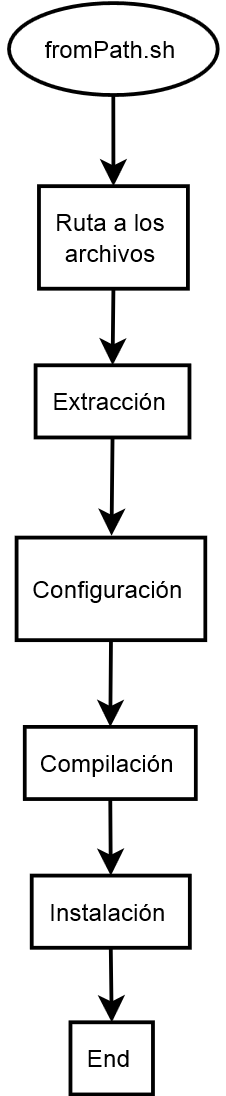 fromPath.sh
Ruta a los
archivos
Extracción
Configuración
Compilación
Instalación
End